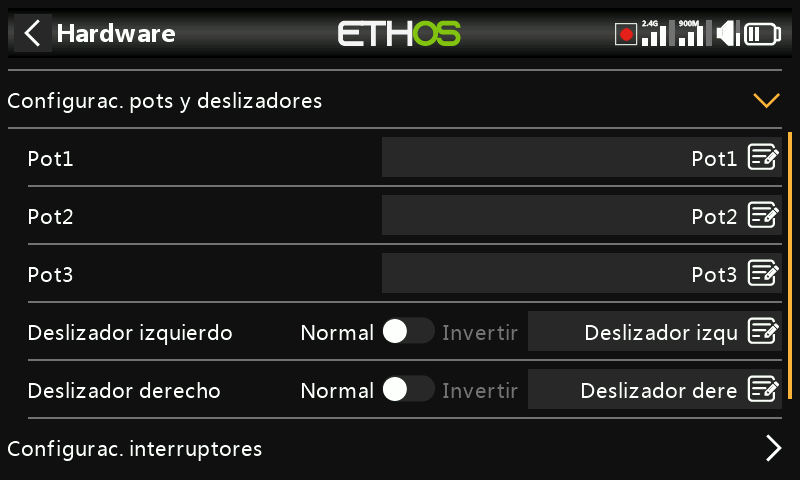 Hardware ETHOS 2.4G 900M
Configurac. pots y deslizadores
Pot1 Pot1
Pot2 Pot2
Pot3 Pot3
Deslizador izquierdo Normal Invertir Deslizador izqu
Deslizador derecho Normal Invertir Deslizador dere
Configurac. interruptores